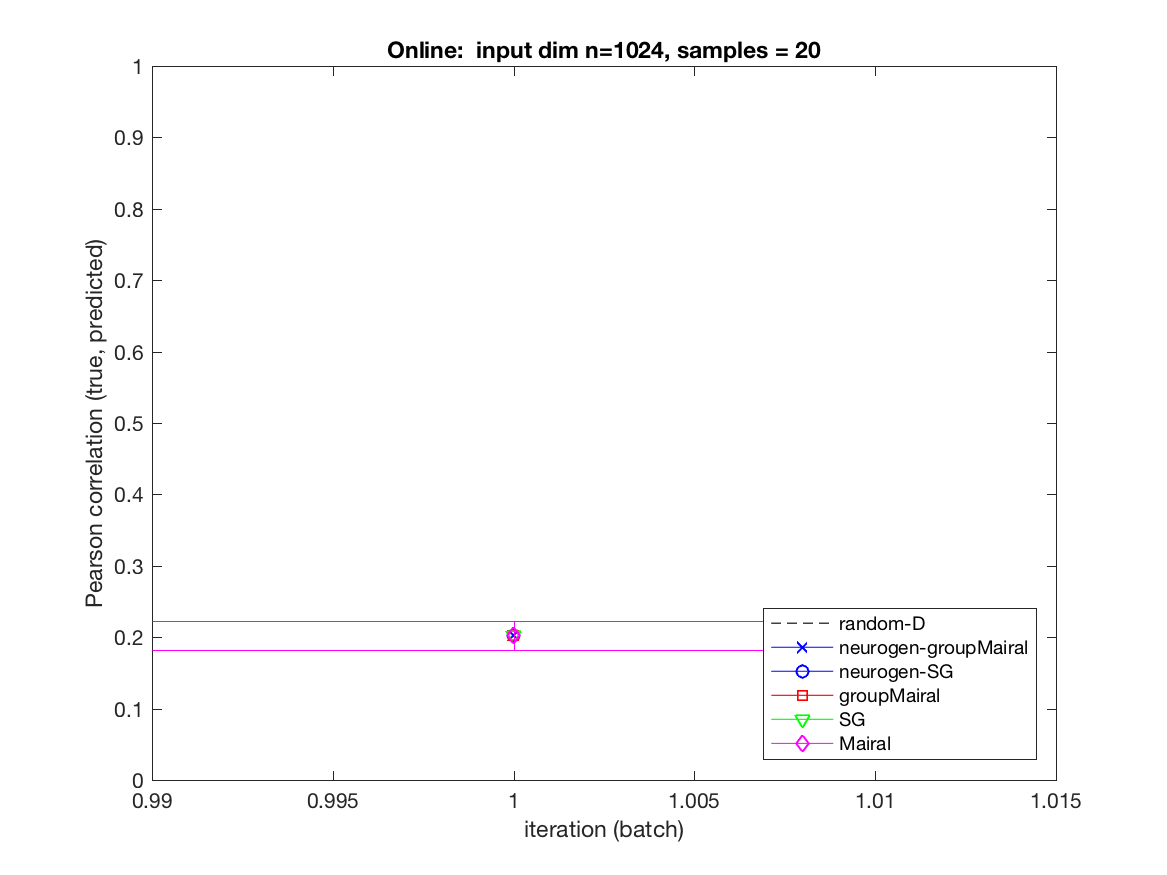 Online:  input dim n=1024, samples = 20
Pearson correlation (true, predicted)
1
0.9
0.8
0.7
0.6
0.5
0.4
0.3
0.2
0.1
0
0.99
0.995
1
1.005
1.01
1.015
iteration (batch)
random-D
neurogen-groupMairal
neurogen-SG
groupMairal
SG
Mairal